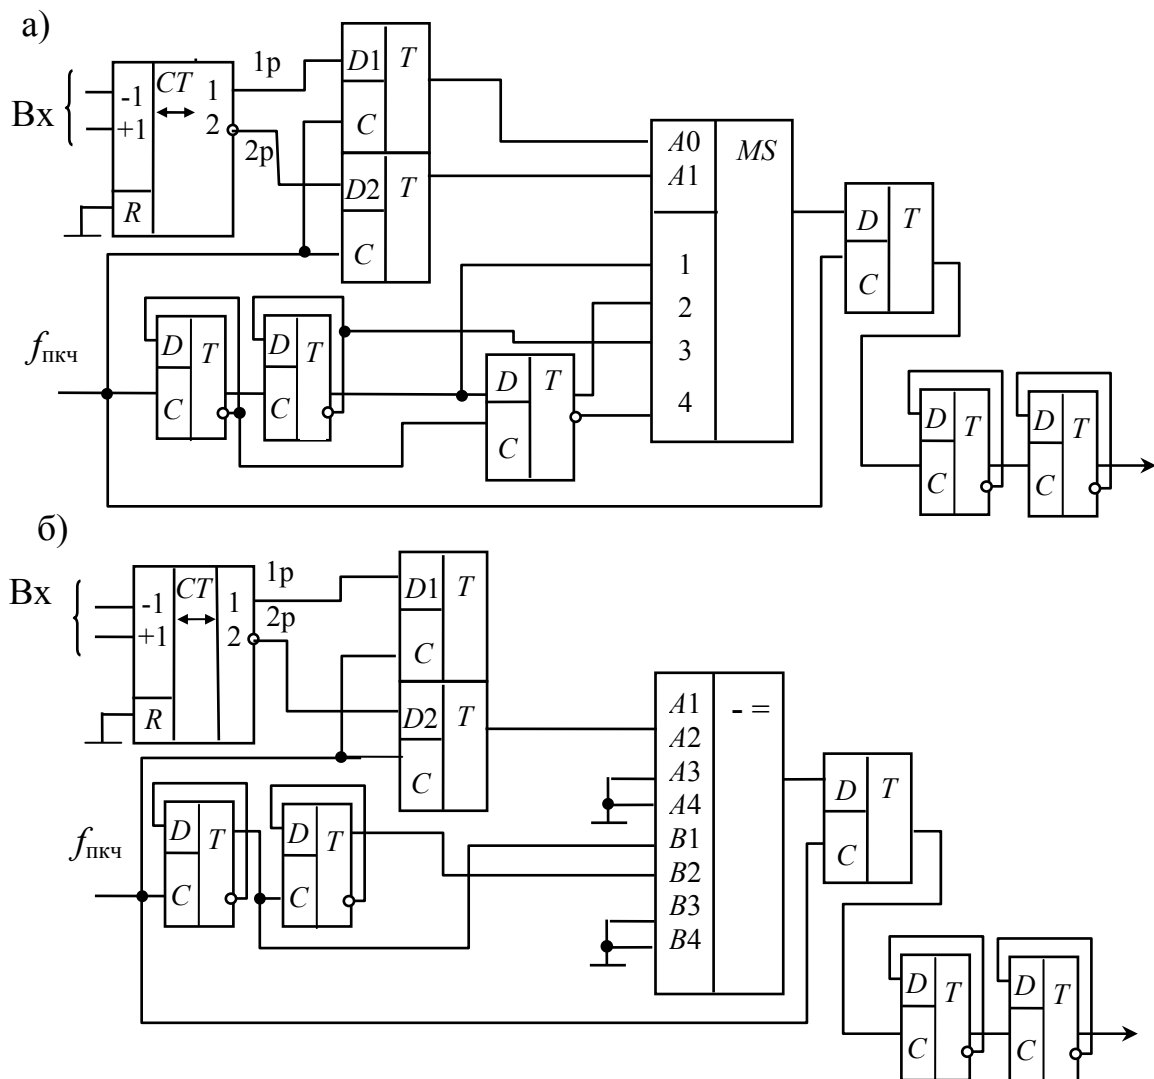 а)
1р
D1 T
CT
-1 1
Вх
+1 2
C
2р
A0 MS
D2 T
A1
R
D T
C
1
C
2
fпкч
D T
D T
3
D T
C
C
4
C
D T
D T
C
C
б)
1р
CT
D1 T
Вх
-1 1
2р
+1 2
C
A1 - =
R
D2 T
A2
A3
C
D T
A4
D T
D T
B1
fпкч
C
B2
C
C
B3
B4
D T
D T
C
C